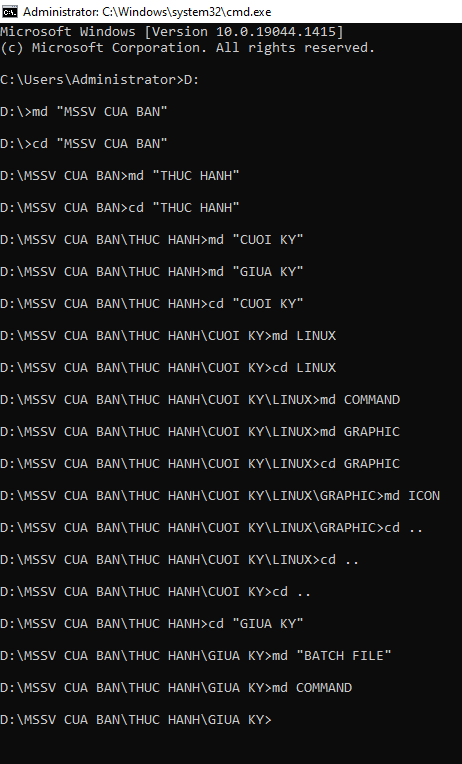 Administrator: C:\Windows\system32\cmd.exe
Microsoft Windows [Version 10.0.19044.1415]
(c) Microsoft Corporation. All rights reserved.
C:\Users\Administrator>D:
D:\>md "MSSV CUA BAN"
D:\>cd "MSSV CUA BAN"
D:\MSSV CUA BAN>md "THUC HANH"
D:\MSSV CUA BAN>cd "THUC HANH"
D:\MSSV CUA BAN\THUC HANH>md "CUOI KY"
D:\MSSV CUA BAN\THUC HANH>md "GIUA KY"
D:\MSSV CUA BAN\THUC HANH>cd "CUOI KY"
D:\MSSV CUA BAN\THUC HANH\CUOI KY>md LINUX
D:\MSSV CUA BAN\THUC HANH\CUOI KY>cd LINUX
D:\MSSV CUA BAN\THUC HANH\CUOI KY\LINUX>md COMMAND
D:\MSSV CUA BAN\THUC HANH\CUOI KY\LINUX>md GRAPHIC
D:\MSSV CUA BAN\THUC HANH\CUOI KY\LINUX>cd GRAPHIC
D:\MSSV CUA BAN\THUC HANH\CUOI KY\LINUX\GRAPHIC>md ICON
D:\MSSV CUA BAN\THUC HANH\CUOI KY\LINUX\GRAPHIC>cd ..
D:\MSSV CUA BAN\THUC HANH\CUOI KY\LINUX>cd ..
D:\MSSV CUA BAN\THUC HANH\CUOI KY>cd ..
D:\MSSV CUA BAN\THUC HANH>cd "GIUA KY"
D:\MSSV CUA BAN\THUC HANH\GIUA KY>md "BATCH FILE"
D:\MSSV CUA BAN\THUC HANH\GIUA KY>md COMMAND
D:\MSSV CUA BAN\THUC HANH\GIUA KY>